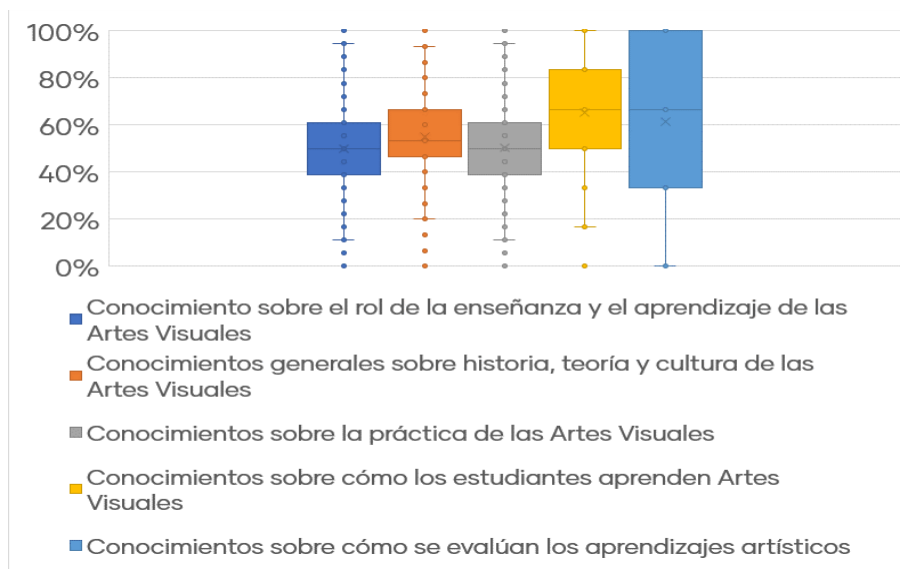 100%
80%
60%
40%
20%
0%
Conocimiento sobre el rol de la enseñanza y el aprendizaje de las
Artes Visuales
Conocimientos generales sobre historia, teoría y cultura de las
Artes Visuales
Conocimientos sobre la práctica de las Artes Visuales
Conocimientos sobre cómo los estudiantes aprenden Artes
Visuales
Conocimientos sobre cómo se evalúan los aprendizajes artísticos